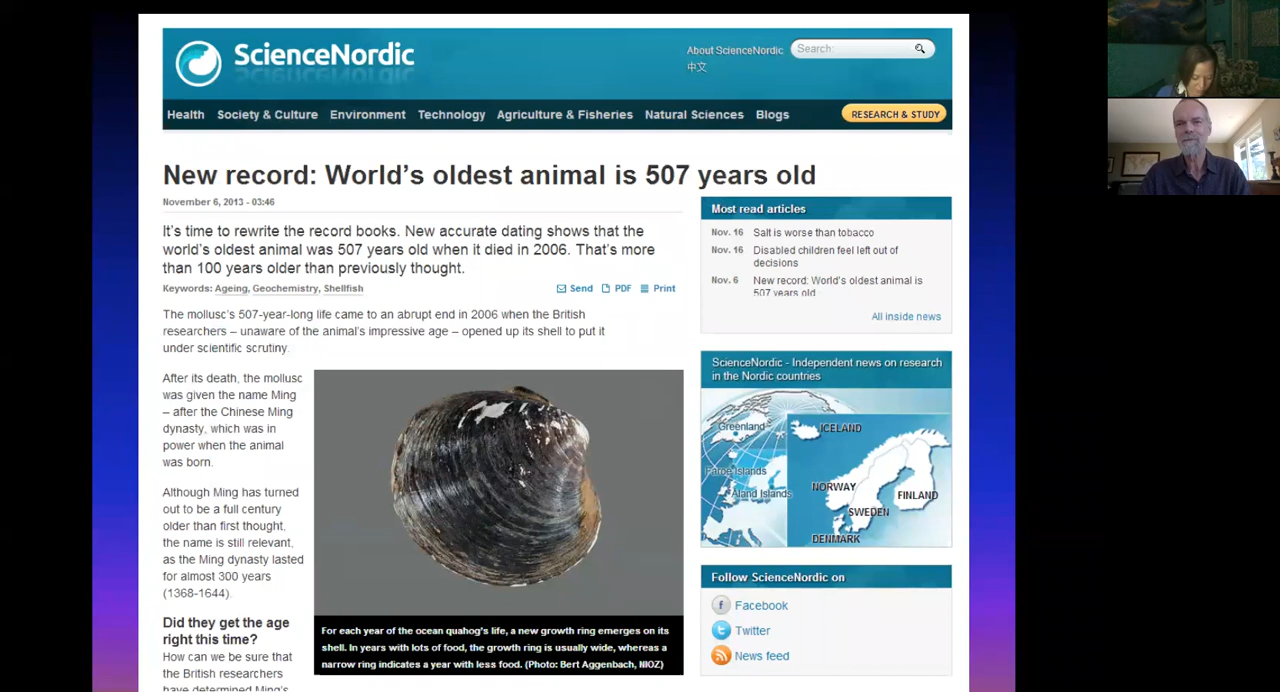 ScienceNordic
About ScienceNordic
中文
Search:
Health Society & Culture Environment Technology Agriculture & Fisheries Natural Sciences Blogs RESEARCH & STUDY
New record: World's oldest animal is 507 years old
November 6, 2013 - 03:46
It's time to rewrite the record books. New accurate dating shows that the
world's oldest animal was 507 years old when it died in 2006. That's more
than 100 years older than previously thought.
Keywords: Ageing, Geochemistry, Shellfish
Send PDF Print
The mollusc's 507-year-long life came to an abrupt end in 2006 when the British
researchers – unaware of the animal's impressive age – opened up its shell to put it
under scientific scrutiny.
After its death, the mollusc
was given the name Ming
– after the Chinese Ming
dynasty, which was in
power when the animal
was born.
Although Ming has turned
out to be a full century
older than first thought,
the name is still relevant,
as the Ming dynasty lasted
for almost 300 years
(1368-1644).
Did they get the age
right this time?
How can we be sure that
the British researchers
have determined Ming's
For each year of the ocean quahog's life, a new growth ring emerges on its
shell. In years with lots of food, the growth ring is usually wide, whereas a
narrow ring indicates a year with less food. (Photo: Bert Aggenbach, NIOZ)
Most read articles
Nov. 16 Salt is worse than tobacco
Nov. 16 Disabled children feel left out of
decisions
Nov. 6 New record: World's oldest animal is
507 years old
All inside news
ScienceNordic - Independent news on research
in the Nordic countries
Greenland
ICELAND
Faroe Islands
Åland Islands
NORWAY
FINLAND
SWEDEN
DENMARK
Follow ScienceNordic on
Facebook
Twitter
News feed